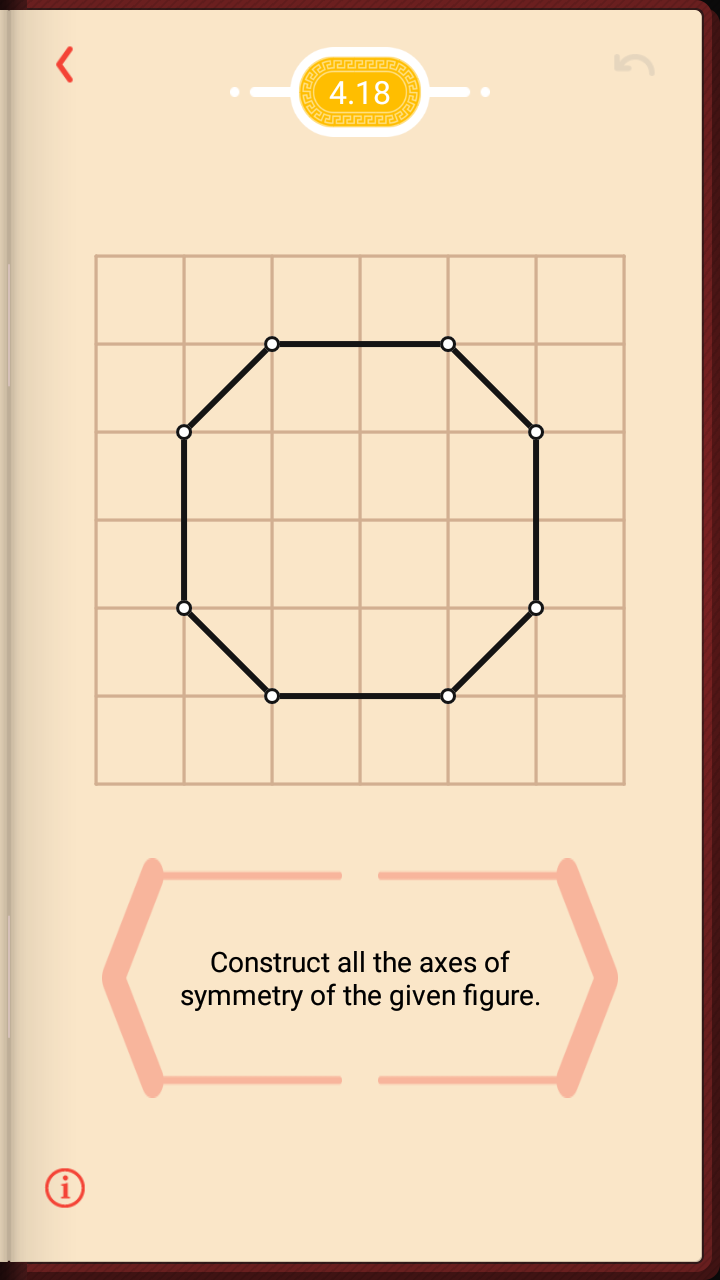 4.18
Construct all the axes of
symmetry of the given figure.
i